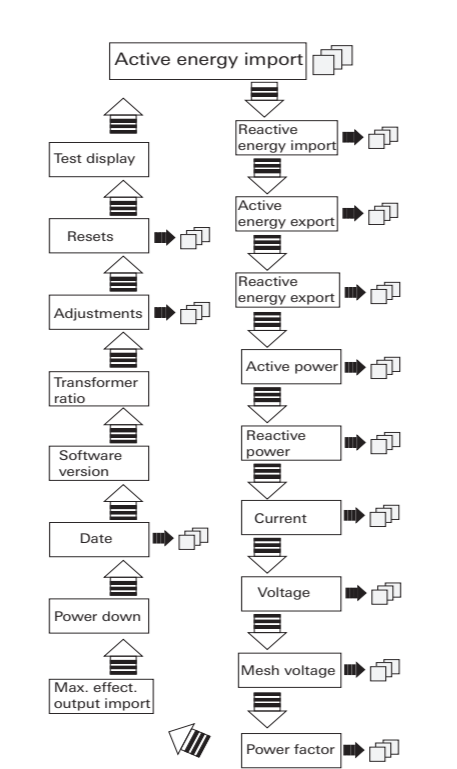 Active energy import
Reactive
energy import
Active
energy export
Reactive
energy export
Active power
Reactive
power
Current
Voltage
Mesh voltage
Power factor
Max. effect.
output import
Power down
Date
Software
version
Transformer
ratio
Adjustments
Resets
Test display